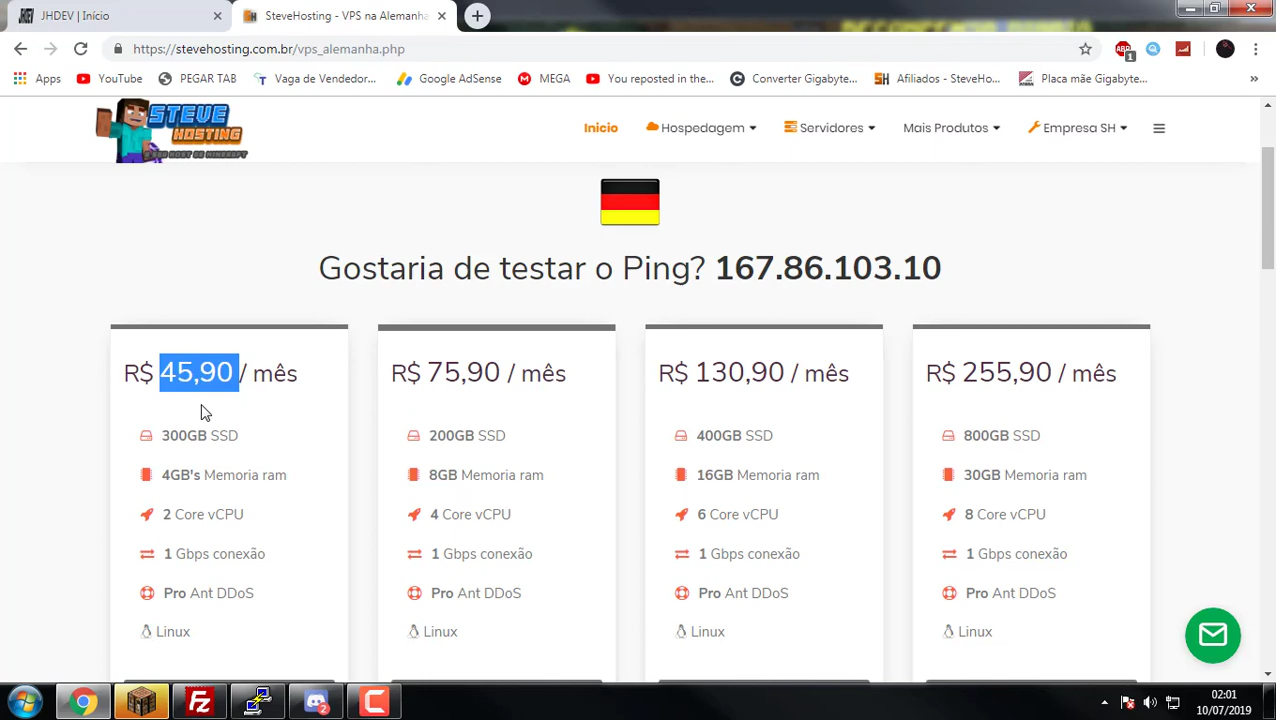 JHDEV | Início
SteveHosting - VPS na Alemanha
https://stevehosting.com.br/vps_alemanha.php
ABP
1
Apps
YouTube
PEGAR TAB
Vaga de Vendedor...
Google AdSense
MEGA
You reposted in the...
Converter Gigabyte...
Afiliados - SteveHo...
Placa mãe Gigabyte...
»
STEVE
HOSTING
Inicio
Hospedagem
Servidores
Mais Produtos
Empresa SH
Gostaria de testar o Ping? 167.86.103.10
R$ 45,90 / mês
300GB SSD
4GB's Memoria ram
2 Core vCPU
1 Gbps conexão
Pro Ant DDoS
Linux
R$ 75,90 / mês
200GB SSD
8GB Memoria ram
4 Core vCPU
1 Gbps conexão
Pro Ant DDoS
Linux
R$ 130,90 / mês
400GB SSD
16GB Memoria ram
6 Core vCPU
1 Gbps conexão
Pro Ant DDoS
Linux
R$ 255,90 / mês
800GB SSD
30GB Memoria ram
8 Core vCPU
1 Gbps conexão
Pro Ant DDoS
Linux
Fz
2
C
02:01
10/07/2019